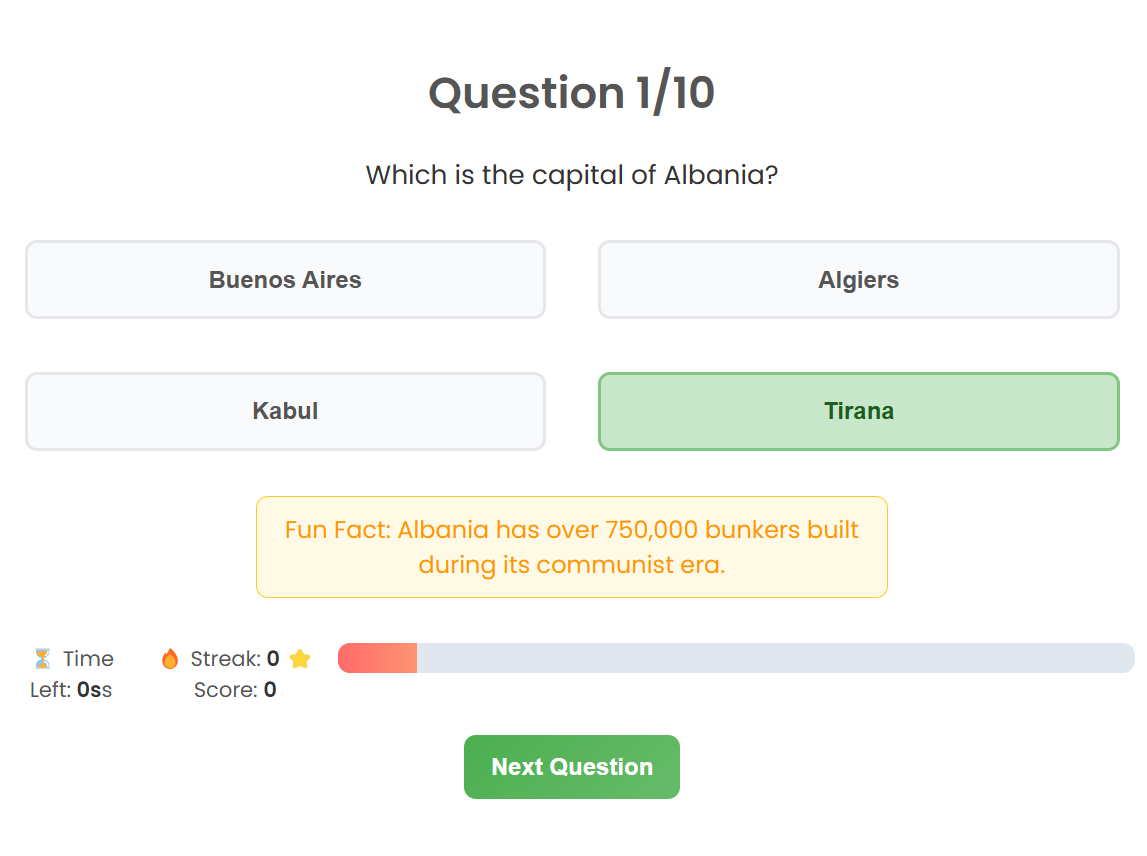 Question 1/10
Which is the capital of Albania?
Buenos Aires
Algiers
Kabul
Tirana
Fun Fact: Albania has over 750,000 bunkers built
during its communist era.
⏳ Time
Left: 0ss
🔥 Streak: 0 ⭐
Score: 0
Next Question